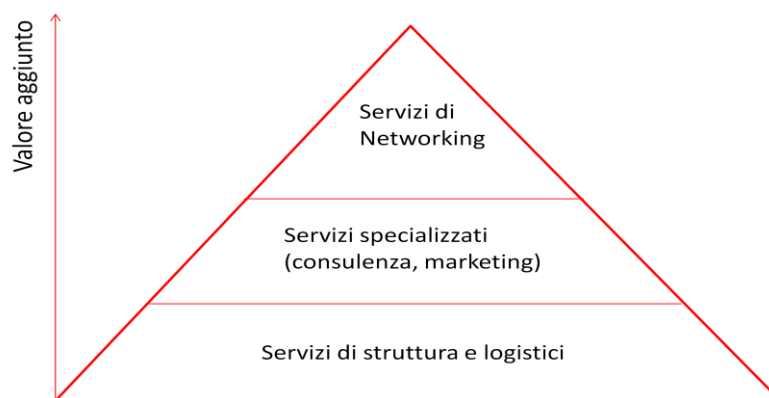 Valore aggiunto
Servizi di
Networking
Servizi specializzati
(consulenza, marketing)
Servizi di struttura e logistici